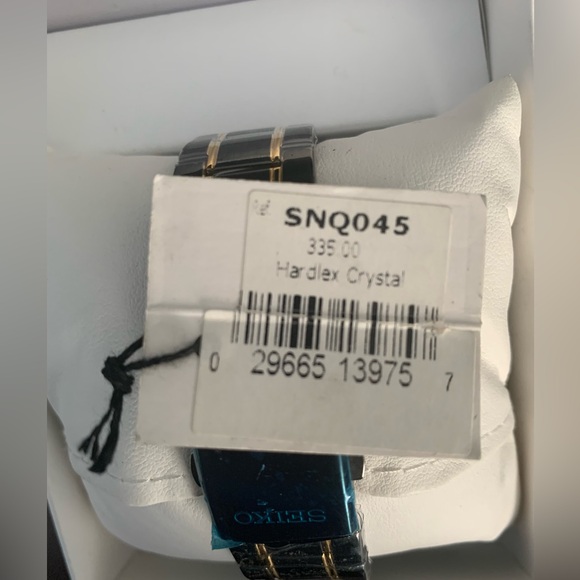 Ref.
SNQ045
335.00
Hardlex Crystal
0 29665 13975 7
SEIKO